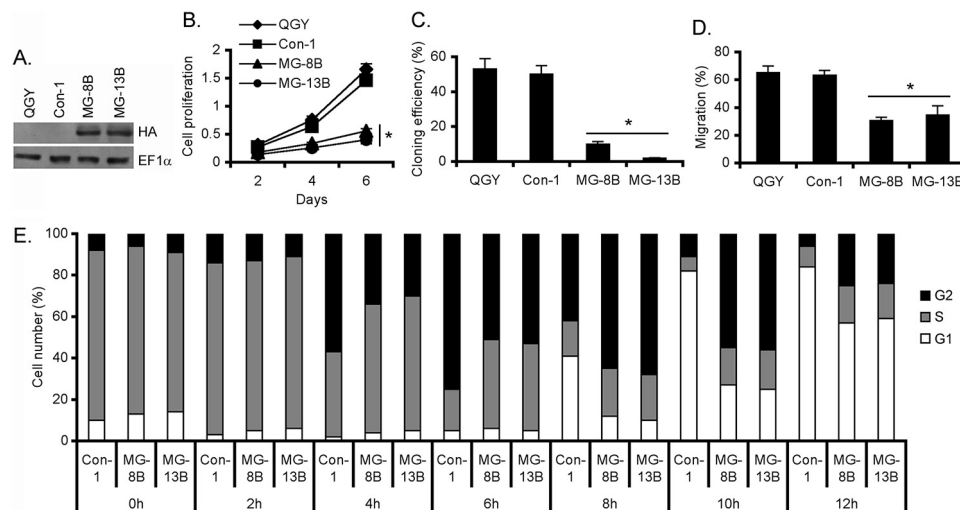 A.
QGY
Con-1
MG-8B
MG-13B
HA
EF1α
B.
QGY
Con-1
MG-8B
MG-13B
Cell proliferation
2
1.5
1
0.5
0
2 4 6
Days
*
C.
Cloning efficiency (%)
60
40
20
0
*
QGY Con-1 MG-8B MG-13B
D.
Migration (%)
80
60
40
20
0
*
QGY Con-1 MG-8B MG-13B
E.
Cell number (%)
100
80
60
40
20
0
G2
S
G1
Con-1 MG-8B MG-13B Con-1 MG-8B MG-13B Con-1 MG-8B MG-13B Con-1 MG-8B MG-13B Con-1 MG-8B MG-13B Con-1 MG-8B MG-13B Con-1 MG-8B MG-13B
0h 2h 4h 6h 8h 10h 12h